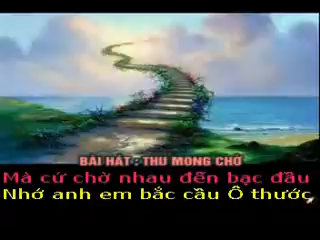 BÀI HÁT : THU MONG CHỜ
Mà cứ chờ nhau đến bạc đầu
Nhớ anh em bắc cầu Ô thước